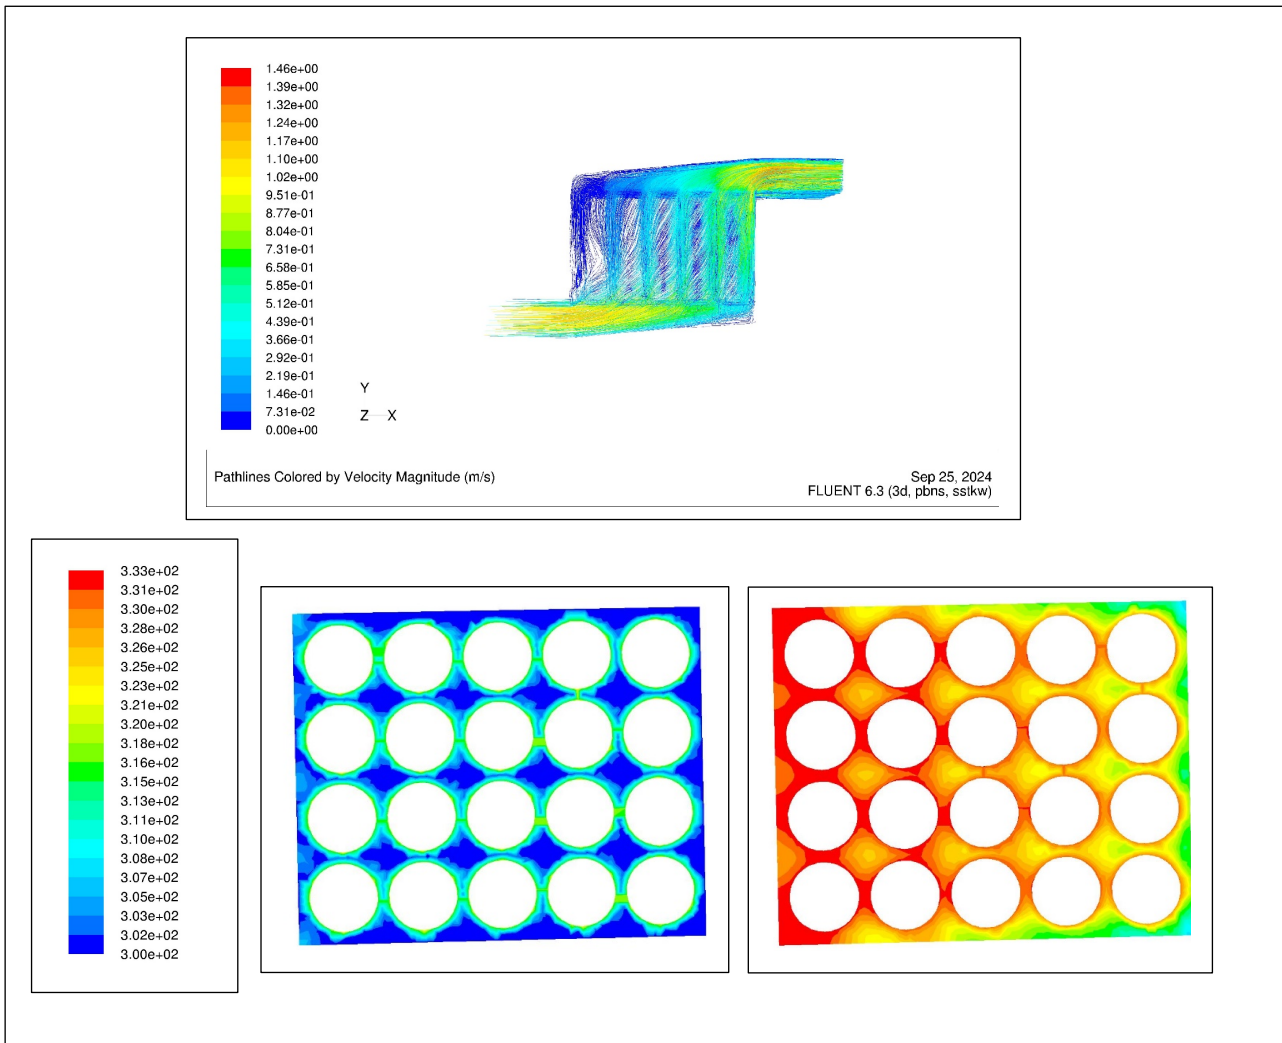 1.46e+00
1.39e+00
1.32e+00
1.24e+00
1.17e+00
1.10e+00
1.02e+00
9.51e-01
8.77e-01
8.04e-01
7.31e-01
6.58e-01
5.85e-01
5.12e-01
4.39e-01
3.66e-01
2.92e-01
2.19e-01
1.46e-01
7.31e-02
0.00e+00
Y
Z X
Pathlines Colored by Velocity Magnitude (m/s)
Sep 25, 2024
FLUENT 6.3 (3d, pbns, sstkw)
3.33e+02
3.31e+02
3.30e+02
3.28e+02
3.26e+02
3.25e+02
3.23e+02
3.21e+02
3.20e+02
3.18e+02
3.16e+02
3.15e+02
3.13e+02
3.11e+02
3.10e+02
3.08e+02
3.07e+02
3.05e+02
3.03e+02
3.02e+02
3.00e+02